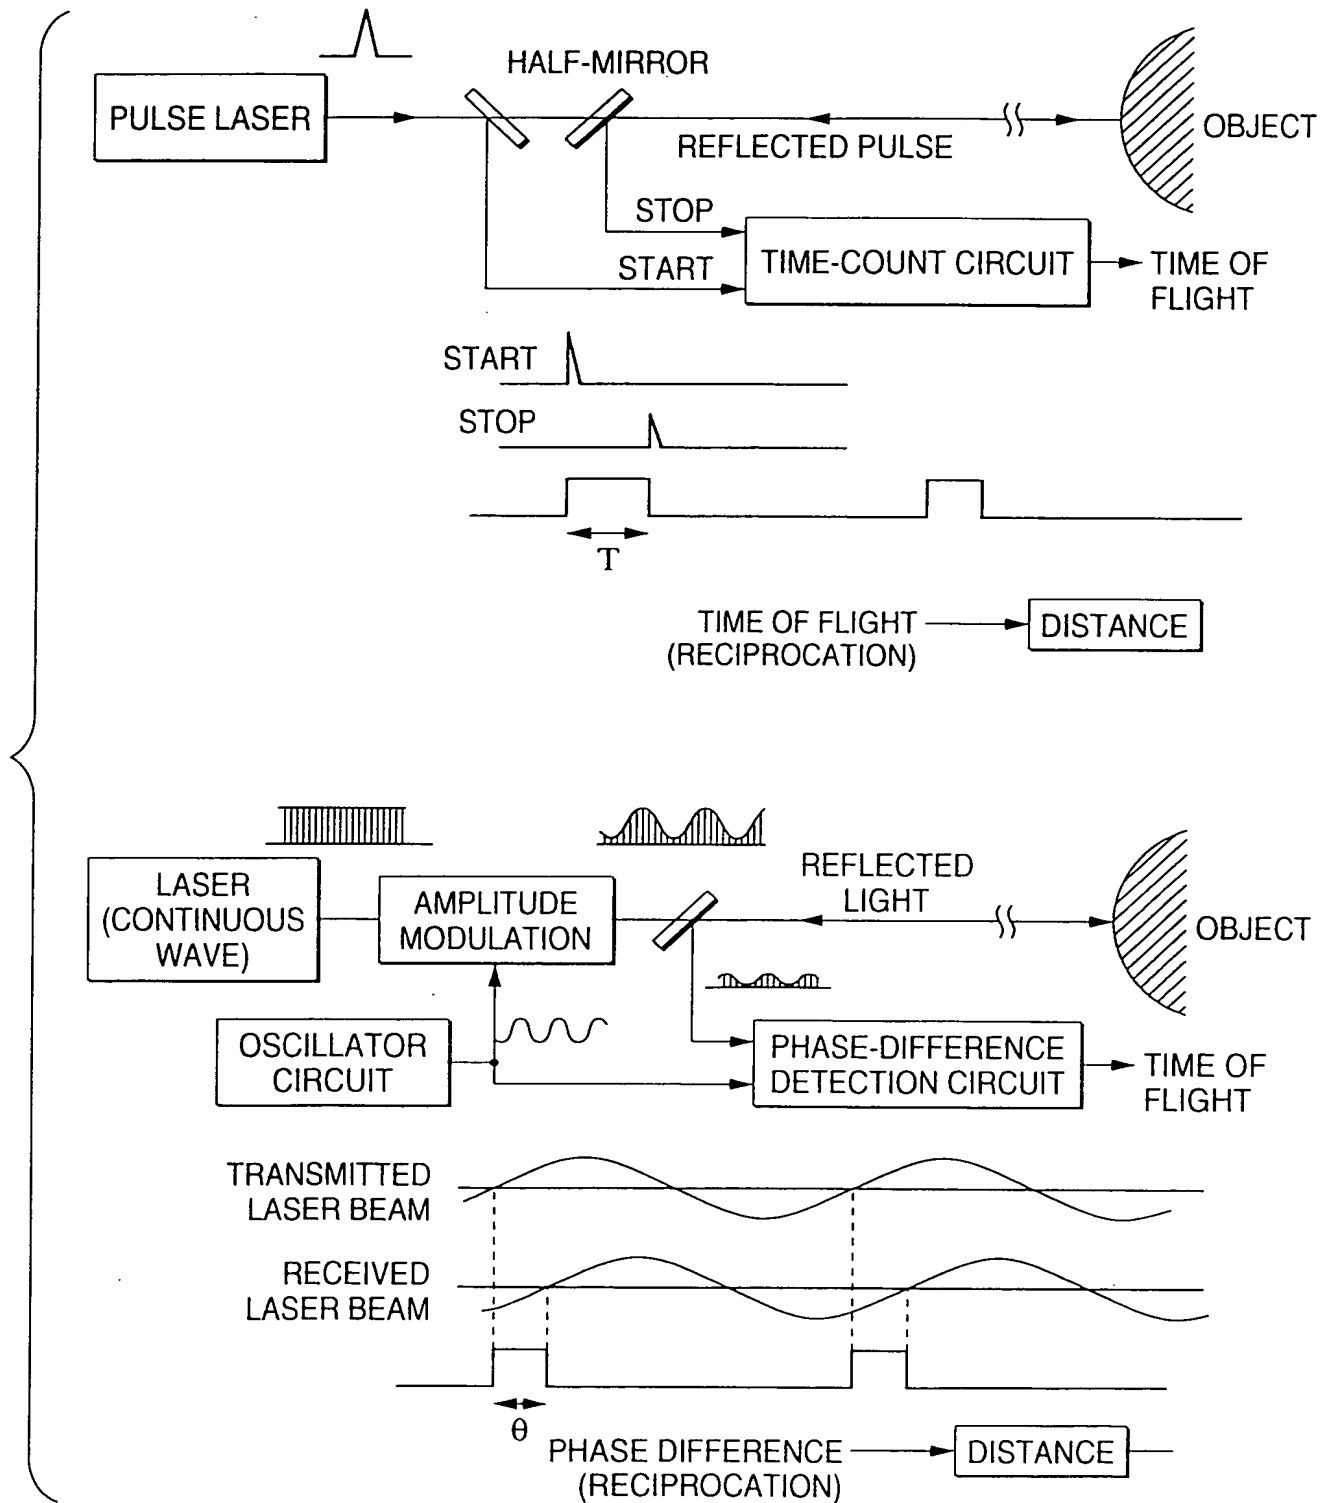 HALF-MIRROR
PULSE LASER
REFLECTED PULSE
OBJECT
STOP
START
TIME-COUNT CIRCUIT
TIME OF
FLIGHT
START
STOP
T
TIME OF FLIGHT
(RECIPROCATION)
DISTANCE
LASER
(CONTINUOUS
WAVE)
AMPLITUDE
MODULATION
REFLECTED
LIGHT
OBJECT
OSCILLATOR
CIRCUIT
PHASE-DIFFERENCE
DETECTION CIRCUIT
TIME OF
FLIGHT
TRANSMITTED
LASER BEAM
RECEIVED
LASER BEAM
θ
PHASE DIFFERENCE
(RECIPROCATION)
DISTANCE